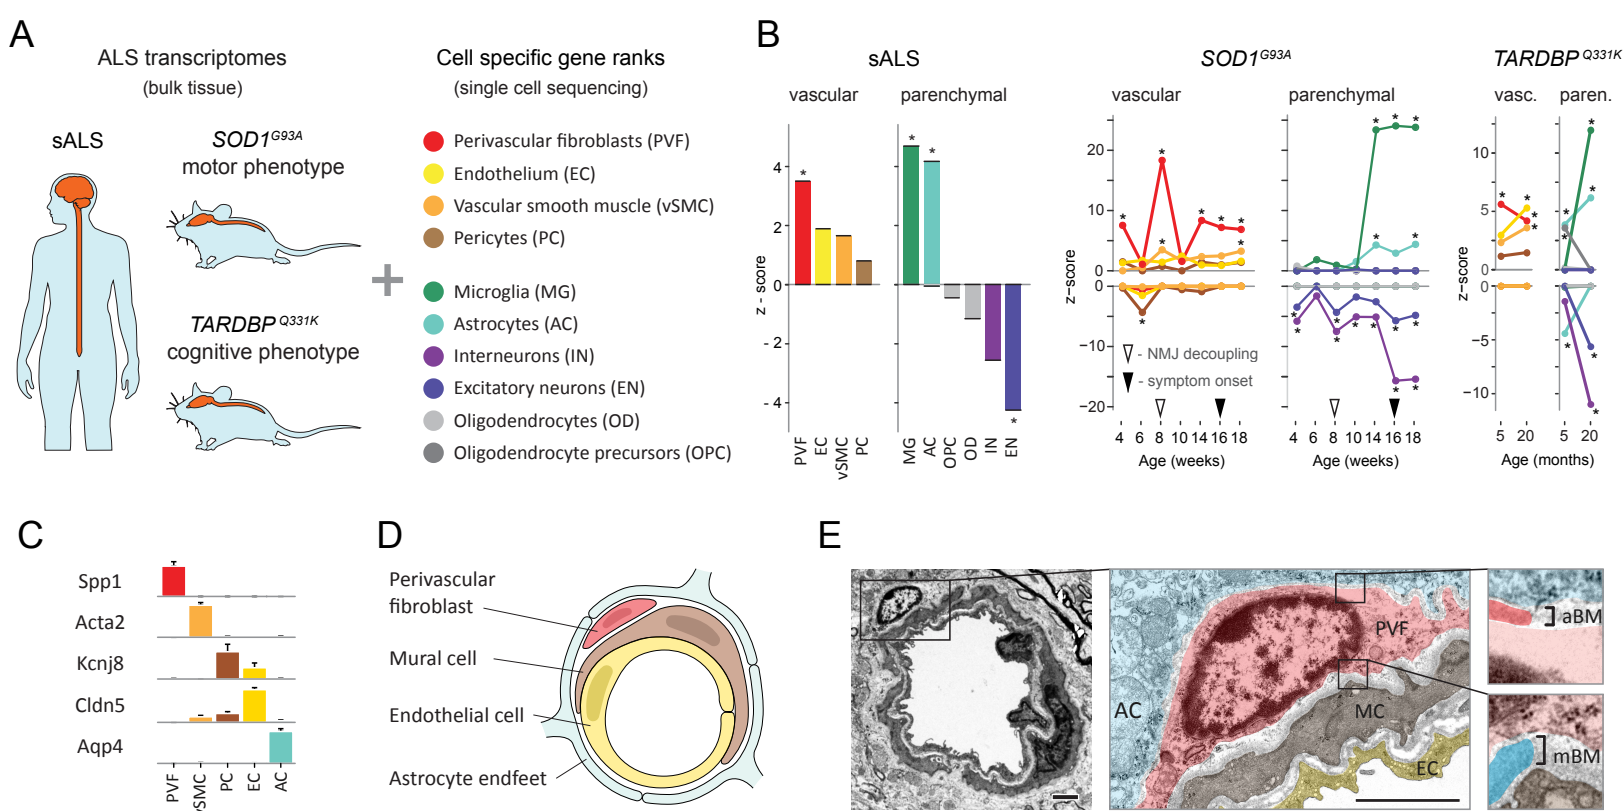 A
ALS transcriptomes
(bulk tissue)
sALS
SOD1G93A
motor phenotype
TARDBP Q331K
cognitive phenotype
+
Cell specific gene ranks
(single cell sequencing)
Perivascular fibroblasts (PVF)
Endothelium (EC)
Vascular smooth muscle (vSMC)
Pericytes (PC)
Microglia (MG)
Astrocytes (AC)
Interneurons (IN)
Excitatory neurons (EN)
Oligodendrocytes (OD)
Oligodendrocyte precursors (OPC)
B
sALS
vascular
parenchymal
z - score
4
2
0
- 2
- 4
* * * *
PVF
EC
vSMC
PC
MG
AC
OPC
OD
IN
EN
SOD1G93A
vascular
parenchymal
z−score
20
10
0
0
−10
−20
- NMJ decoupling
- symptom onset
4 6 8 10 14 16 18
4 6 8 10 14 16 18
Age (weeks)
Age (weeks)
TARDBP Q331K
vasc.
paren.
z−score
10
5
0
0
−5
−10
5 20
5 20
Age (months)
C
Spp1
Acta2
Kcnj8
Cldn5
Aqp4
PVF
vSMC
PC
EC
AC
D
Perivascular
fibroblast
Mural cell
Endothelial cell
Astrocyte endfeet
E
AC
PVF
MC
EC
aBM
mBM